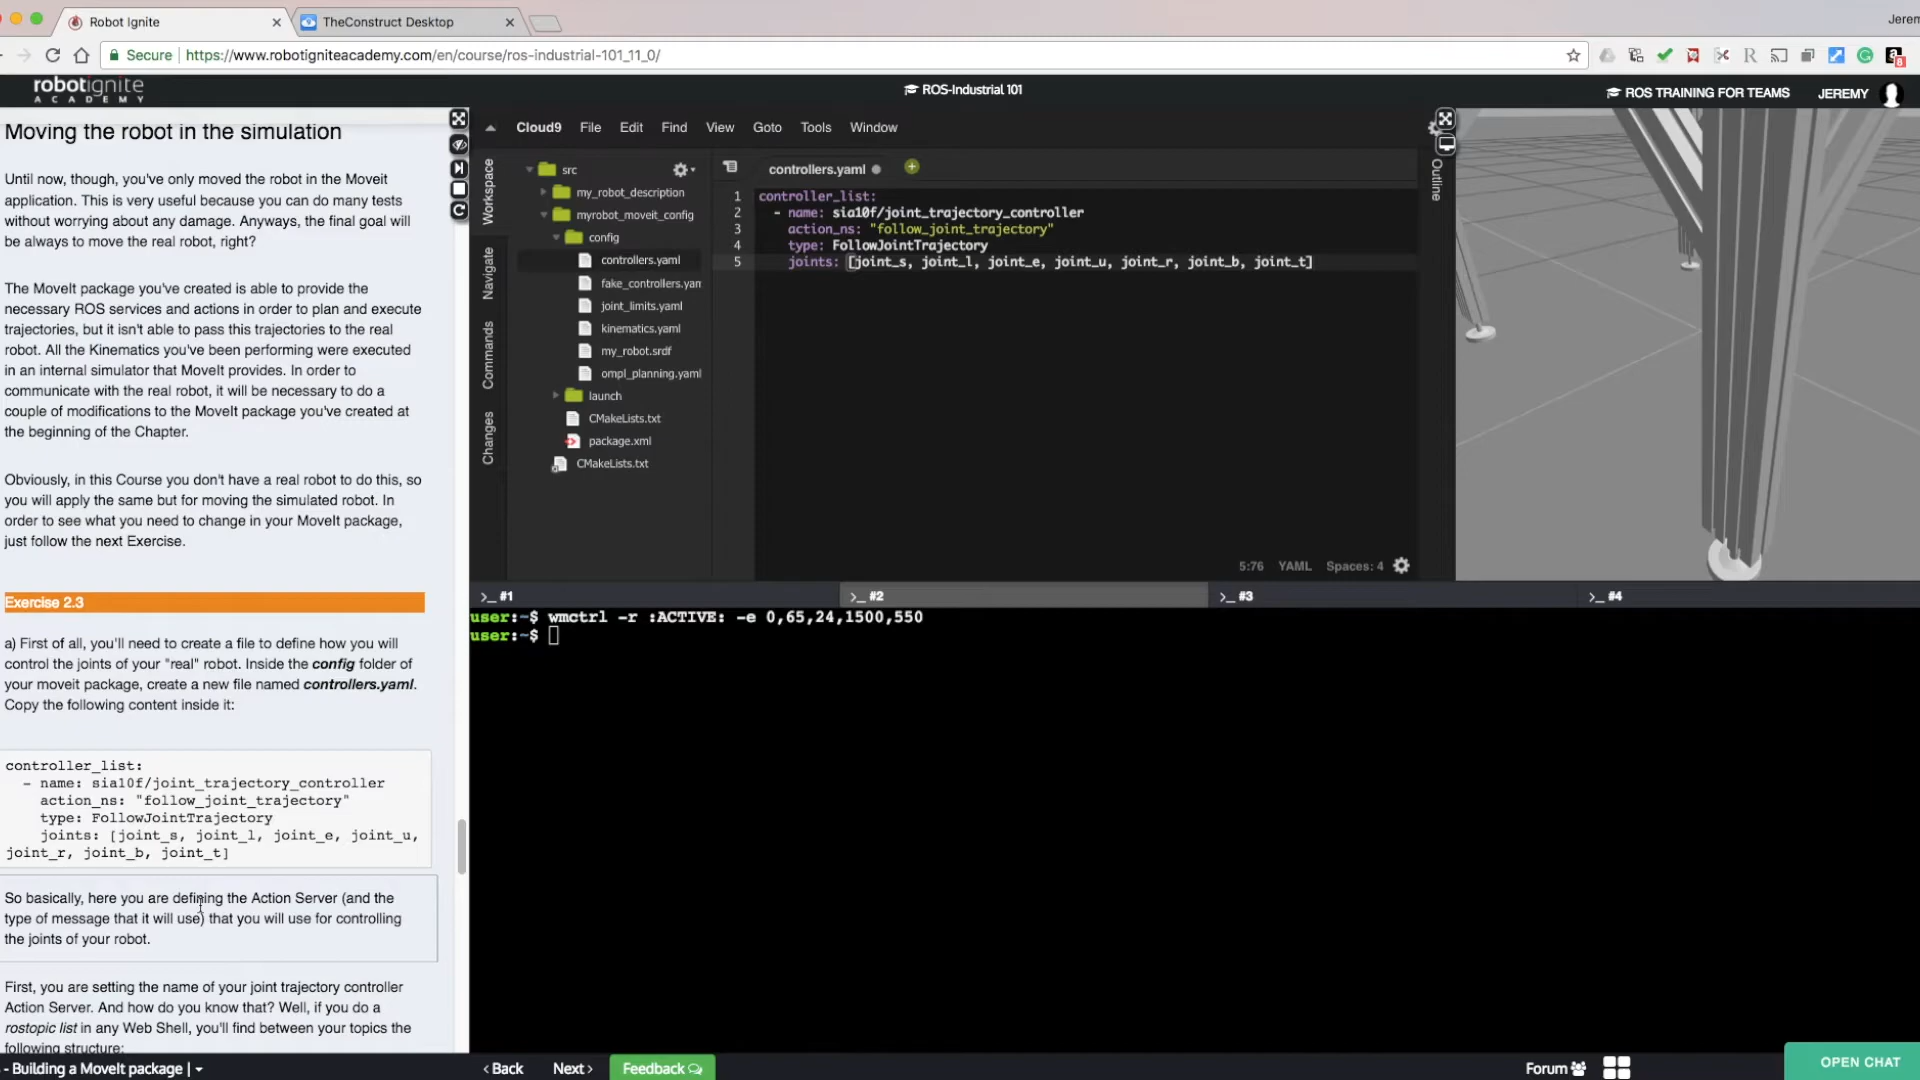 Robot Ignite
TheConstruct Desktop
Jerem
Secure
https://www.robotigniteacademy.com/en/course/ros-industrial-101_11_0/
8
robotignite
ACADEMY
ROS-Industrial 101
ROS TRAINING FOR TEAMS
JEREMY
Moving the robot in the simulation
Until now, though, you've only moved the robot in the Moveit
application. This is very useful because you can do many tests
without worrying about any damage. Anyways, the final goal will
be always to move the real robot, right?
The MoveIt package you've created is able to provide the
necessary ROS services and actions in order to plan and execute
trajectories, but it isn't able to pass this trajectories to the real
robot. All the Kinematics you've been performing were executed
in an internal simulator that MoveIt provides. In order to
communicate with the real robot, it will be necessary to do a
couple of modifications to the MoveIt package you've created at
the beginning of the Chapter.
Obviously, in this Course you don't have a real robot to do this, so
you will apply the same but for moving the simulated robot. In
order to see what you need to change in your MoveIt package,
just follow the next Exercise.
Exercise 2.3
a) First of all, you'll need to create a file to define how you will
control the joints of your "real" robot. Inside the config folder of
your moveit package, create a new file named controllers.yaml.
Copy the following content inside it:
controller_list:
- name: sia10f/joint_trajectory_controller
action_ns: "follow_joint_trajectory"
type: FollowJointTrajectory
joints: [joint_s, joint_l, joint_e, joint_u,
joint_r, joint_b, joint_t]
So basically, here you are defining the Action Server (and the
type of message that it will use) that you will use for controlling
the joints of your robot.
First, you are setting the name of your joint trajectory controller
Action Server. And how do you know that? Well, if you do a
rostopic list in any Web Shell, you'll find between your topics the
following structure:
Cloud9
File
Edit
Find
View
Goto
Tools
Window
Workspace
Navigate
Commands
Changes
src
my_robot_description
myrobot_moveit_config
config
controllers.yaml
fake_controllers.yan
joint_limits.yaml
kinematics.yaml
my_robot.srdf
ompl_planning.yaml
launch
CMakeLists.txt
package.xml
CMakeLists.txt
controllers.yaml
1 controller_list:
2 - name: sia10f/joint_trajectory_controller
3 action_ns: "follow_joint_trajectory"
4 type: FollowJointTrajectory
5 joints: [joint_s, joint_l, joint_e, joint_u, joint_r, joint_b, joint_t]
5:76 YAML Spaces: 4
Outline
>_ #1
>_ #2
>_ #3
>_ #4
user:~$ wmctrl -r :ACTIVE: -e 0,65,24,1500,550
user:~$
- Building a MoveIt package |
‹ Back
Next ›
Feedback
Forum
OPEN CHAT